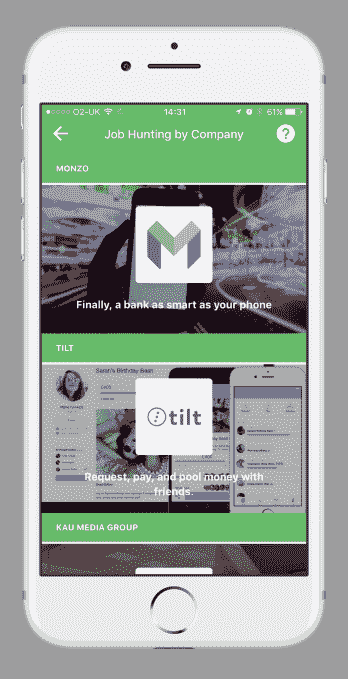 O2-UK 14:31 61%
Job Hunting by Company ?
MONZO
M
Finally, a bank as smart as your phone
TILT
Sarah's Birthday Bash
tilt
Request, pay, and pool money with
friends.
KAU MEDIA GROUP